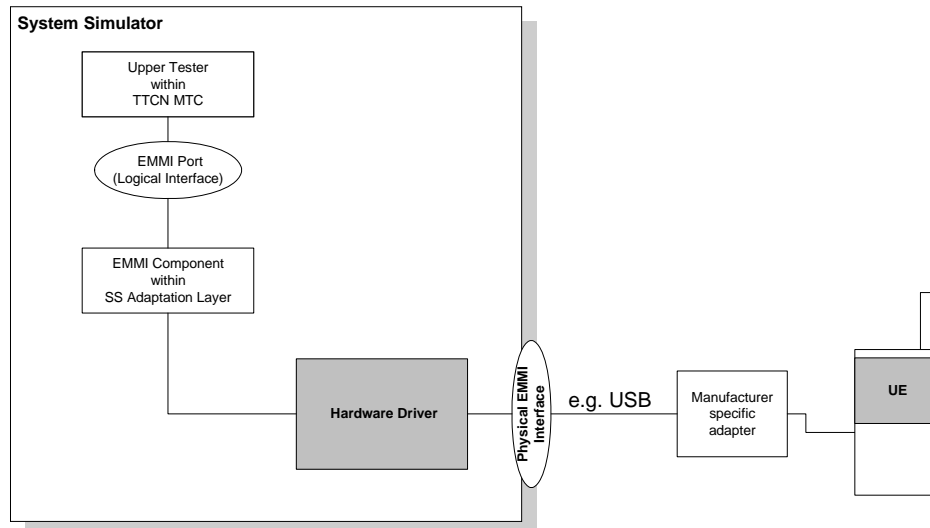 System Simulator
Upper Tester
within
TTCN MTC
EMMI Port
(Logical Interface)
EMMI Component
within
SS Adaptation Layer
Hardware Driver
Physical EMMI
Interface
e.g. USB
Manufacturer
specific
adapter
UE